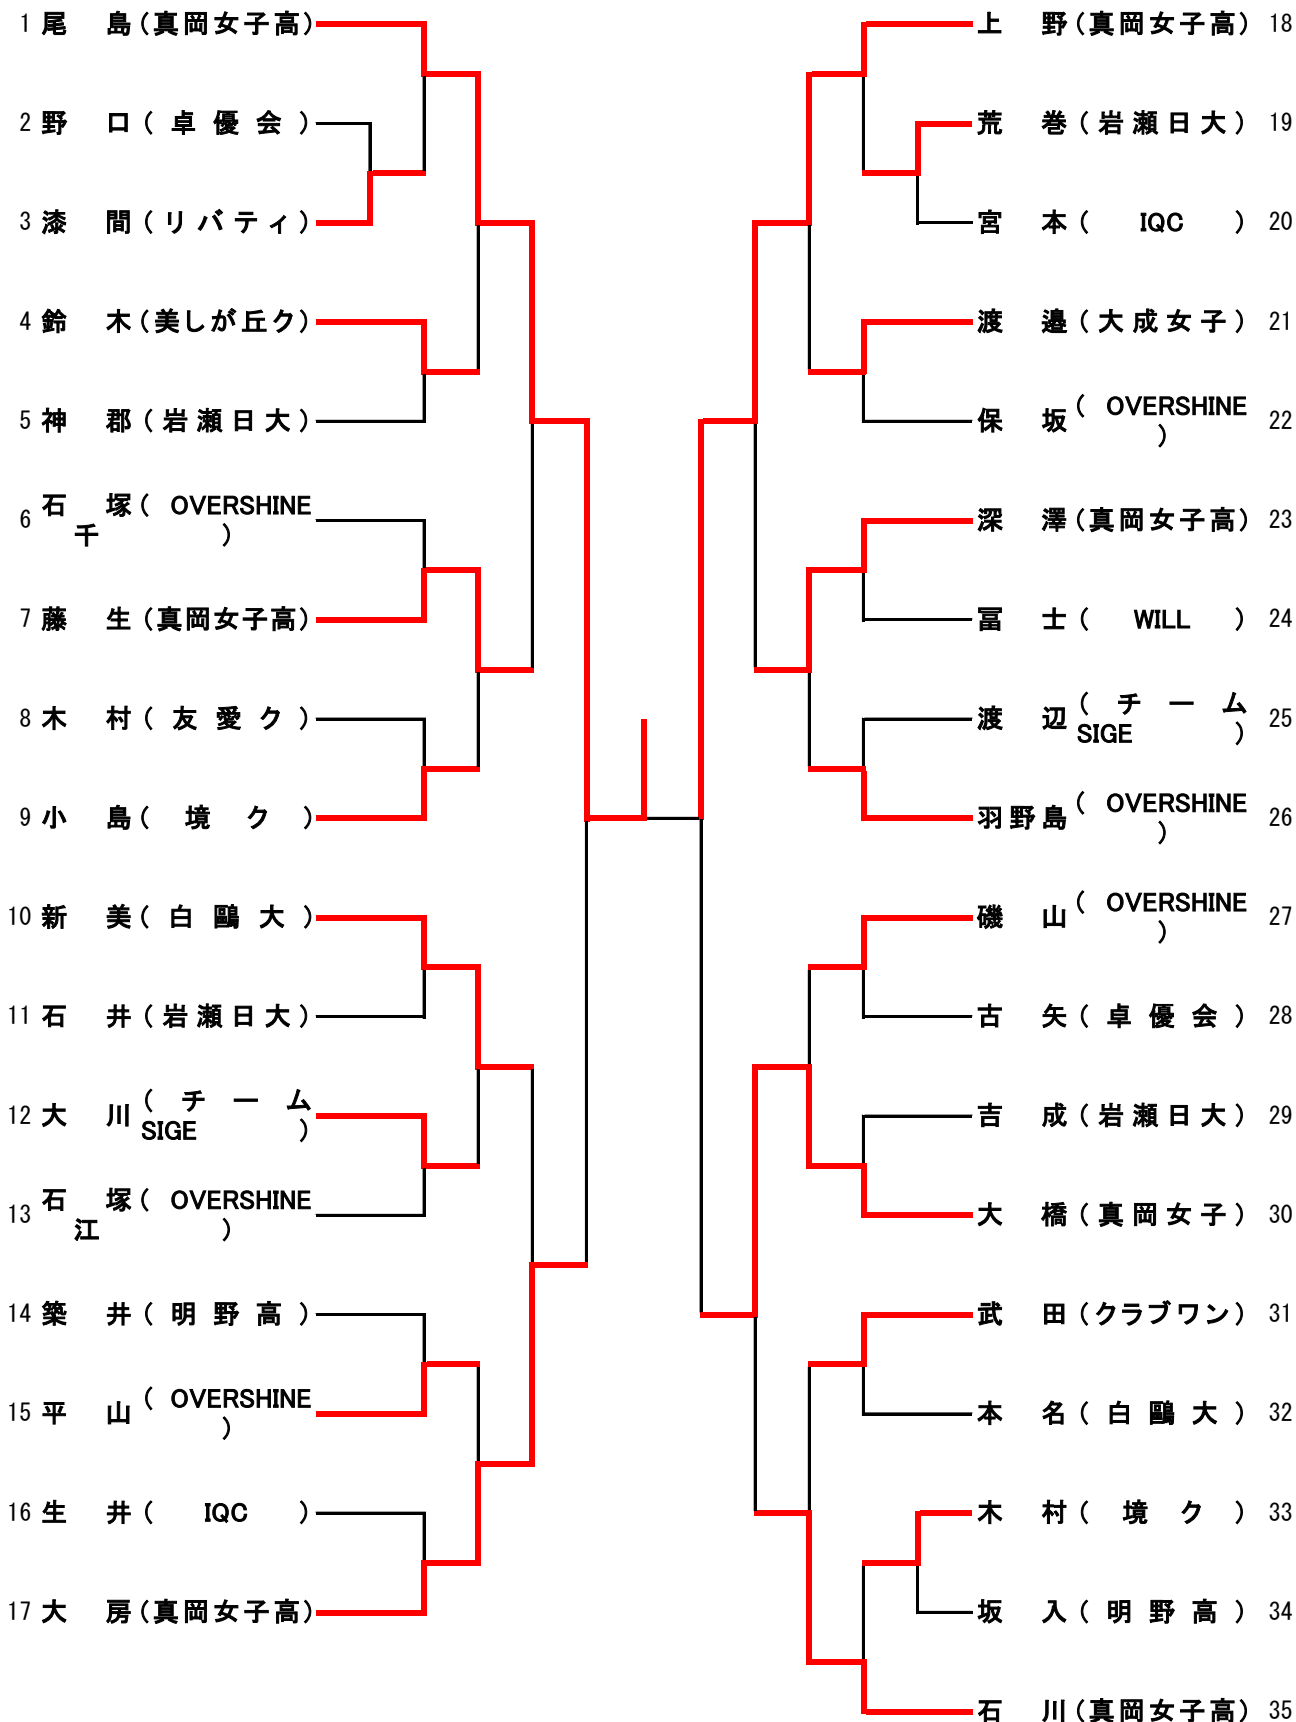 1 尾 島 (真岡女子高)
2 野 口 ( 卓 優 会 )
3 漆 間 ( リ バ テ ィ )
4 鈴 木 (美しが丘ク)
5 神 郡 ( 岩 瀬 日 大 )
6 石 塚 ( OVERSHINE
千 )
7 藤 生 (真岡女子高)
8 木 村 ( 友 愛 ク )
9 小 島 ( 境 ク )
10 新 美 ( 白 鷗 大 )
11 石 井 ( 岩 瀬 日 大 )
12 大 川 ( チ ー ム
SIGE )
13 石 塚 ( OVERSHINE
江 )
14 築 井 ( 明 野 高 )
15 平 山 ( OVERSHINE
)
16 生 井 ( IQC )
17 大 房 (真岡女子高)
上 野 (真岡女子高) 18
荒 巻 ( 岩 瀬 日 大 ) 19
宮 本 ( IQC ) 20
渡 邉 ( 大 成 女 子 ) 21
保 坂 ( OVERSHINE
) 22
深 澤 (真岡女子高) 23
冨 士 ( WILL ) 24
渡 辺 ( チ ー ム
SIGE ) 25
羽 野 島 ( OVERSHINE
) 26
磯 山 ( OVERSHINE
) 27
古 矢 ( 卓 優 会 ) 28
吉 成 ( 岩 瀬 日 大 ) 29
大 橋 ( 真 岡 女 子 ) 30
武 田 (クラブワン) 31
本 名 ( 白 鷗 大 ) 32
木 村 ( 境 ク ) 33
坂 入 ( 明 野 高 ) 34
石 川 (真岡女子高) 35